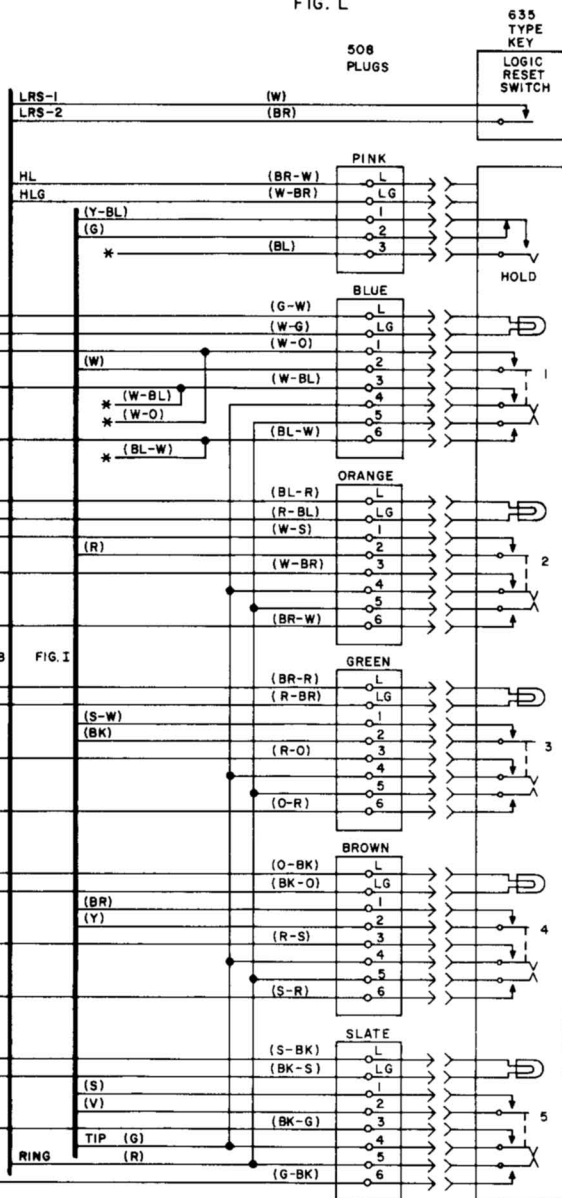 FIG. L
635
TYPE
KEY
508
PLUGS
LOGIC
RESET
SWITCH
LRS-1 (W)
LRS-2 (BR)
PINK
HL (BR-W) L
HLG (W-BR) LG
(Y-BL) 1
(G) 2
* (BL) 3
HOLD
BLUE
(G-W) L
(W-G) LG
(W-O) 1
(W) 2 1
(W-BL) 3
* (W-BL) 4
* (W-O) 5
(BL-W) 6
* (BL-W)
ORANGE
(BL-R) L
(R-BL) LG
(W-S) 1
(R) 2 2
(W-BR) 3
4
5
(BR-W) 6
B FIG. I
GREEN
(BR-R) L
(R-BR) LG
(S-W) 1
(BK) 2 3
(R-O) 3
4
5
(O-R) 6
BROWN
(O-BK) L
(BK-O) LG
(BR) 1
(Y) 2 4
(R-S) 3
4
5
(S-R) 6
SLATE
(S-BK) L
(BK-S) LG
(S) 1
(V) 2 5
(BK-G) 3
TIP (G) 4
RING (R) 5
(G-BK) 6